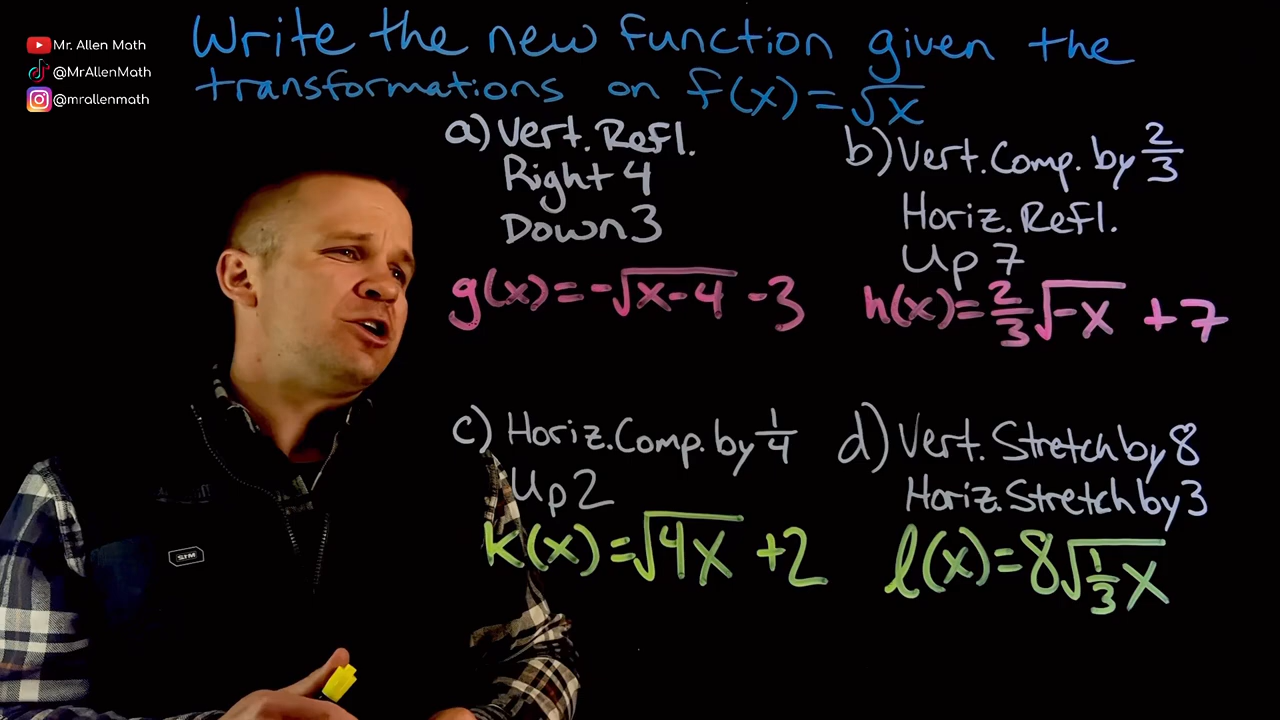 Mr. Allen Math
@MrAllenMath
@mrallenmath
Write the new function given the
transformations on f(x)=√x
a) Vert. Refl.
Right 4
Down 3
g(x)=-√(x-4) -3
b) Vert. Comp. by 2/3
Horiz. Refl.
Up 7
h(x)=2/3√(-x) +7
c) Horiz. Comp. by 1/4
Up 2
k(x)=√(4x) +2
d) Vert. Stretch by 8
Horiz. Stretch by 3
l(x)=8√(1/3x)
SYM